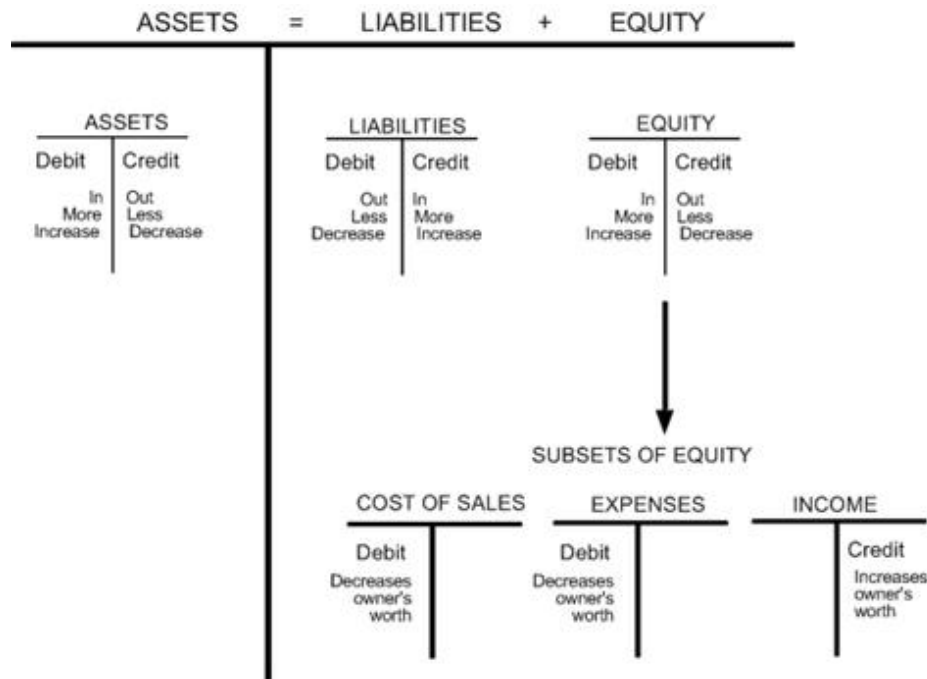 ASSETS = LIABILITIES + EQUITY
ASSETS
Debit Credit
In Out
More Less
Increase Decrease
LIABILITIES
Debit Credit
Out In
Less More
Decrease Increase
EQUITY
Debit Credit
In Out
More Less
Increase Decrease
SUBSETS OF EQUITY
COST OF SALES
Debit
Decreases
owner's
worth
EXPENSES
Debit
Decreases
owner's
worth
INCOME
Credit
Increases
owner's
worth